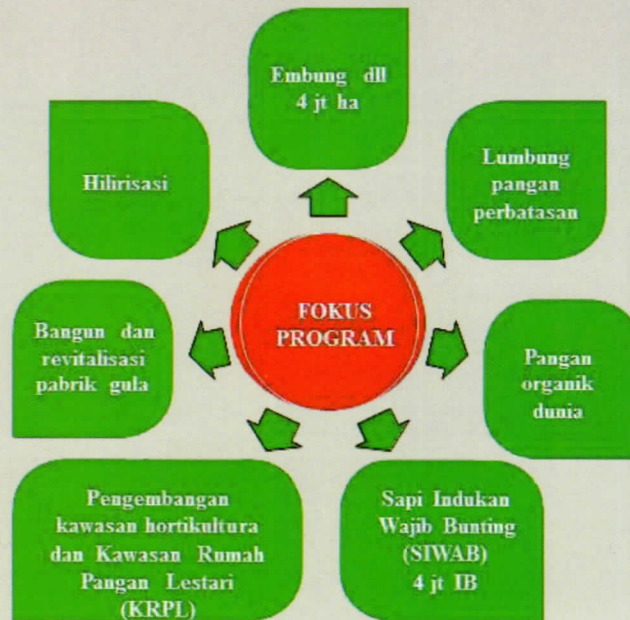 Embung dll
4 jt ha
Hilirisasi
Lumbung
pangan
perbatasan
FOKUS
PROGRAM
Bangun dan
revitalisasi
pabrik gula
Pangan
organik
dunia
Pengembangan
kawasan hortikultura
dan Kawasan Rumah
Pangan Lestari
(KRPL)
Sapi Indukan
Wajib Bunting
(SIWAB)
4 jt IB